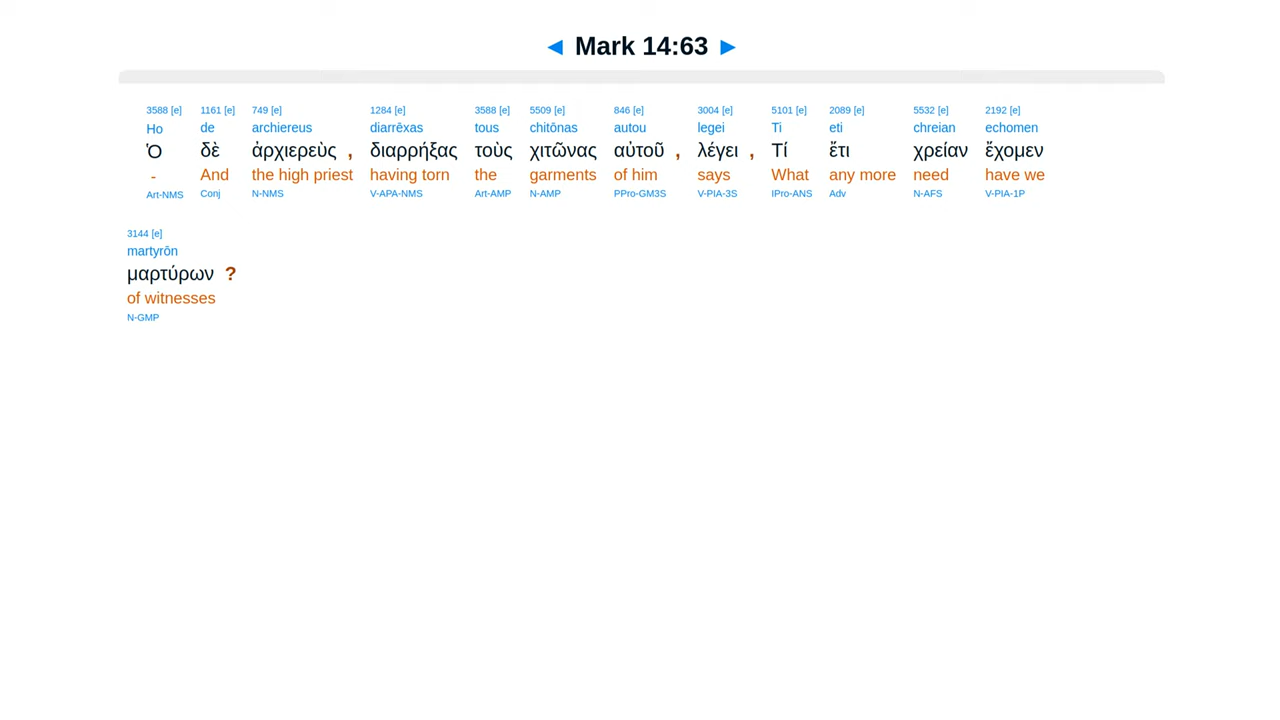 ◄ Mark 14:63 ►
3588 [e] 1161 [e] 749 [e] 1284 [e] 3588 [e] 5509 [e] 846 [e] 3004 [e] 5101 [e] 2089 [e] 5532 [e] 2192 [e]
Ho de archiereus diarrēxas tous chitōnas autou legei Ti eti chreian echomen
Ὁ δὲ ἀρχιερεὺς , διαρρήξας τοὺς χιτῶνας αὐτοῦ , λέγει , Τί ἔτι χρείαν ἔχομεν
- And the high priest having torn the garments of him says What any more need have we
Art-NMS Conj N-NMS V-APA-NMS Art-AMP N-AMP PPro-GM3S V-PIA-3S IPro-ANS Adv N-AFS V-PIA-1P
3144 [e]
martyrōn
μαρτύρων ?
of witnesses
N-GMP